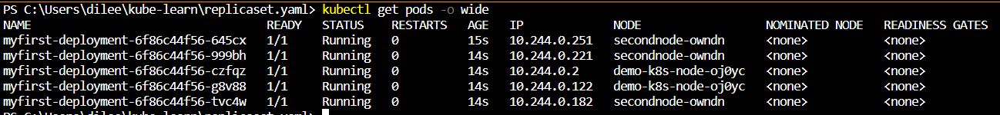 PS C:\Users\dilee\kube-learn\replicaset.yaml> kubectl get pods -o wide
NAME READY STATUS RESTARTS AGE IP NODE NOMINATED NODE READINESS GATES
myfirst-deployment-6f86c44f56-645cx 1/1 Running 0 15s 10.244.0.251 secondnode-owndn <none> <none>
myfirst-deployment-6f86c44f56-999bh 1/1 Running 0 14s 10.244.0.221 secondnode-owndn <none> <none>
myfirst-deployment-6f86c44f56-czfqz 1/1 Running 0 14s 10.244.0.2 demo-k8s-node-oj0yc <none> <none>
myfirst-deployment-6f86c44f56-g8v88 1/1 Running 0 14s 10.244.0.122 demo-k8s-node-oj0yc <none> <none>
myfirst-deployment-6f86c44f56-tvc4w 1/1 Running 0 14s 10.244.0.182 secondnode-owndn <none> <none>
PS C:\Users\dilee\kube-learn\replicaset.yaml>